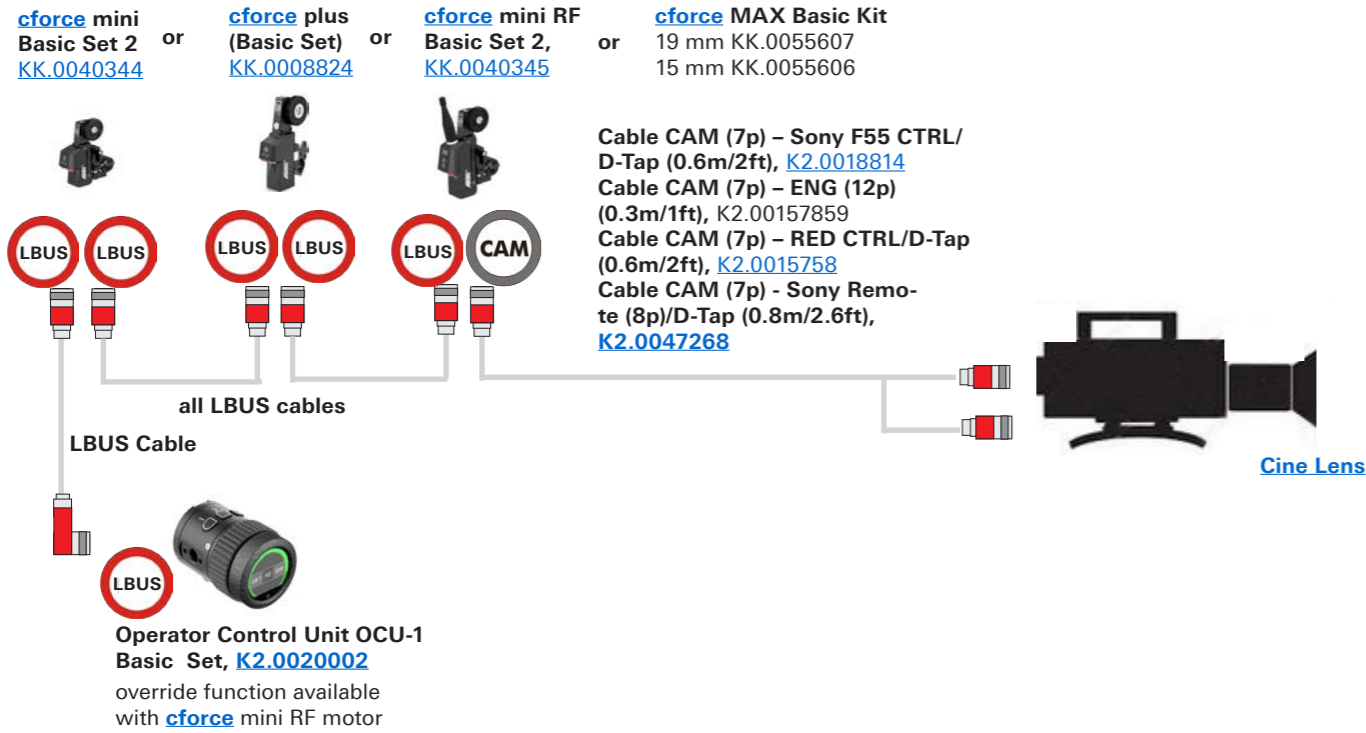 cforce mini
Basic Set 2
KK.0040344
or
cforce plus
(Basic Set)
KK.0008824
or
cforce mini RF
Basic Set 2,
KK.0040345
or
cforce MAX Basic Kit
19 mm KK.0055607
15 mm KK.0055606
Cable CAM (7p) – Sony F55 CTRL/
D-Tap (0.6m/2ft), K2.0018814
Cable CAM (7p) – ENG (12p)
(0.3m/1ft), K2.00157859
Cable CAM (7p) – RED CTRL/D-Tap
(0.6m/2ft), K2.0015758
Cable CAM (7p) - Sony Remo-
te (8p)/D-Tap (0.8m/2.6ft),
K2.0047268
LBUS
LBUS
LBUS
LBUS
LBUS
CAM
all LBUS cables
LBUS Cable
Cine Lens
LBUS
Operator Control Unit OCU-1
Basic Set, K2.0020002
override function available
with cforce mini RF motor